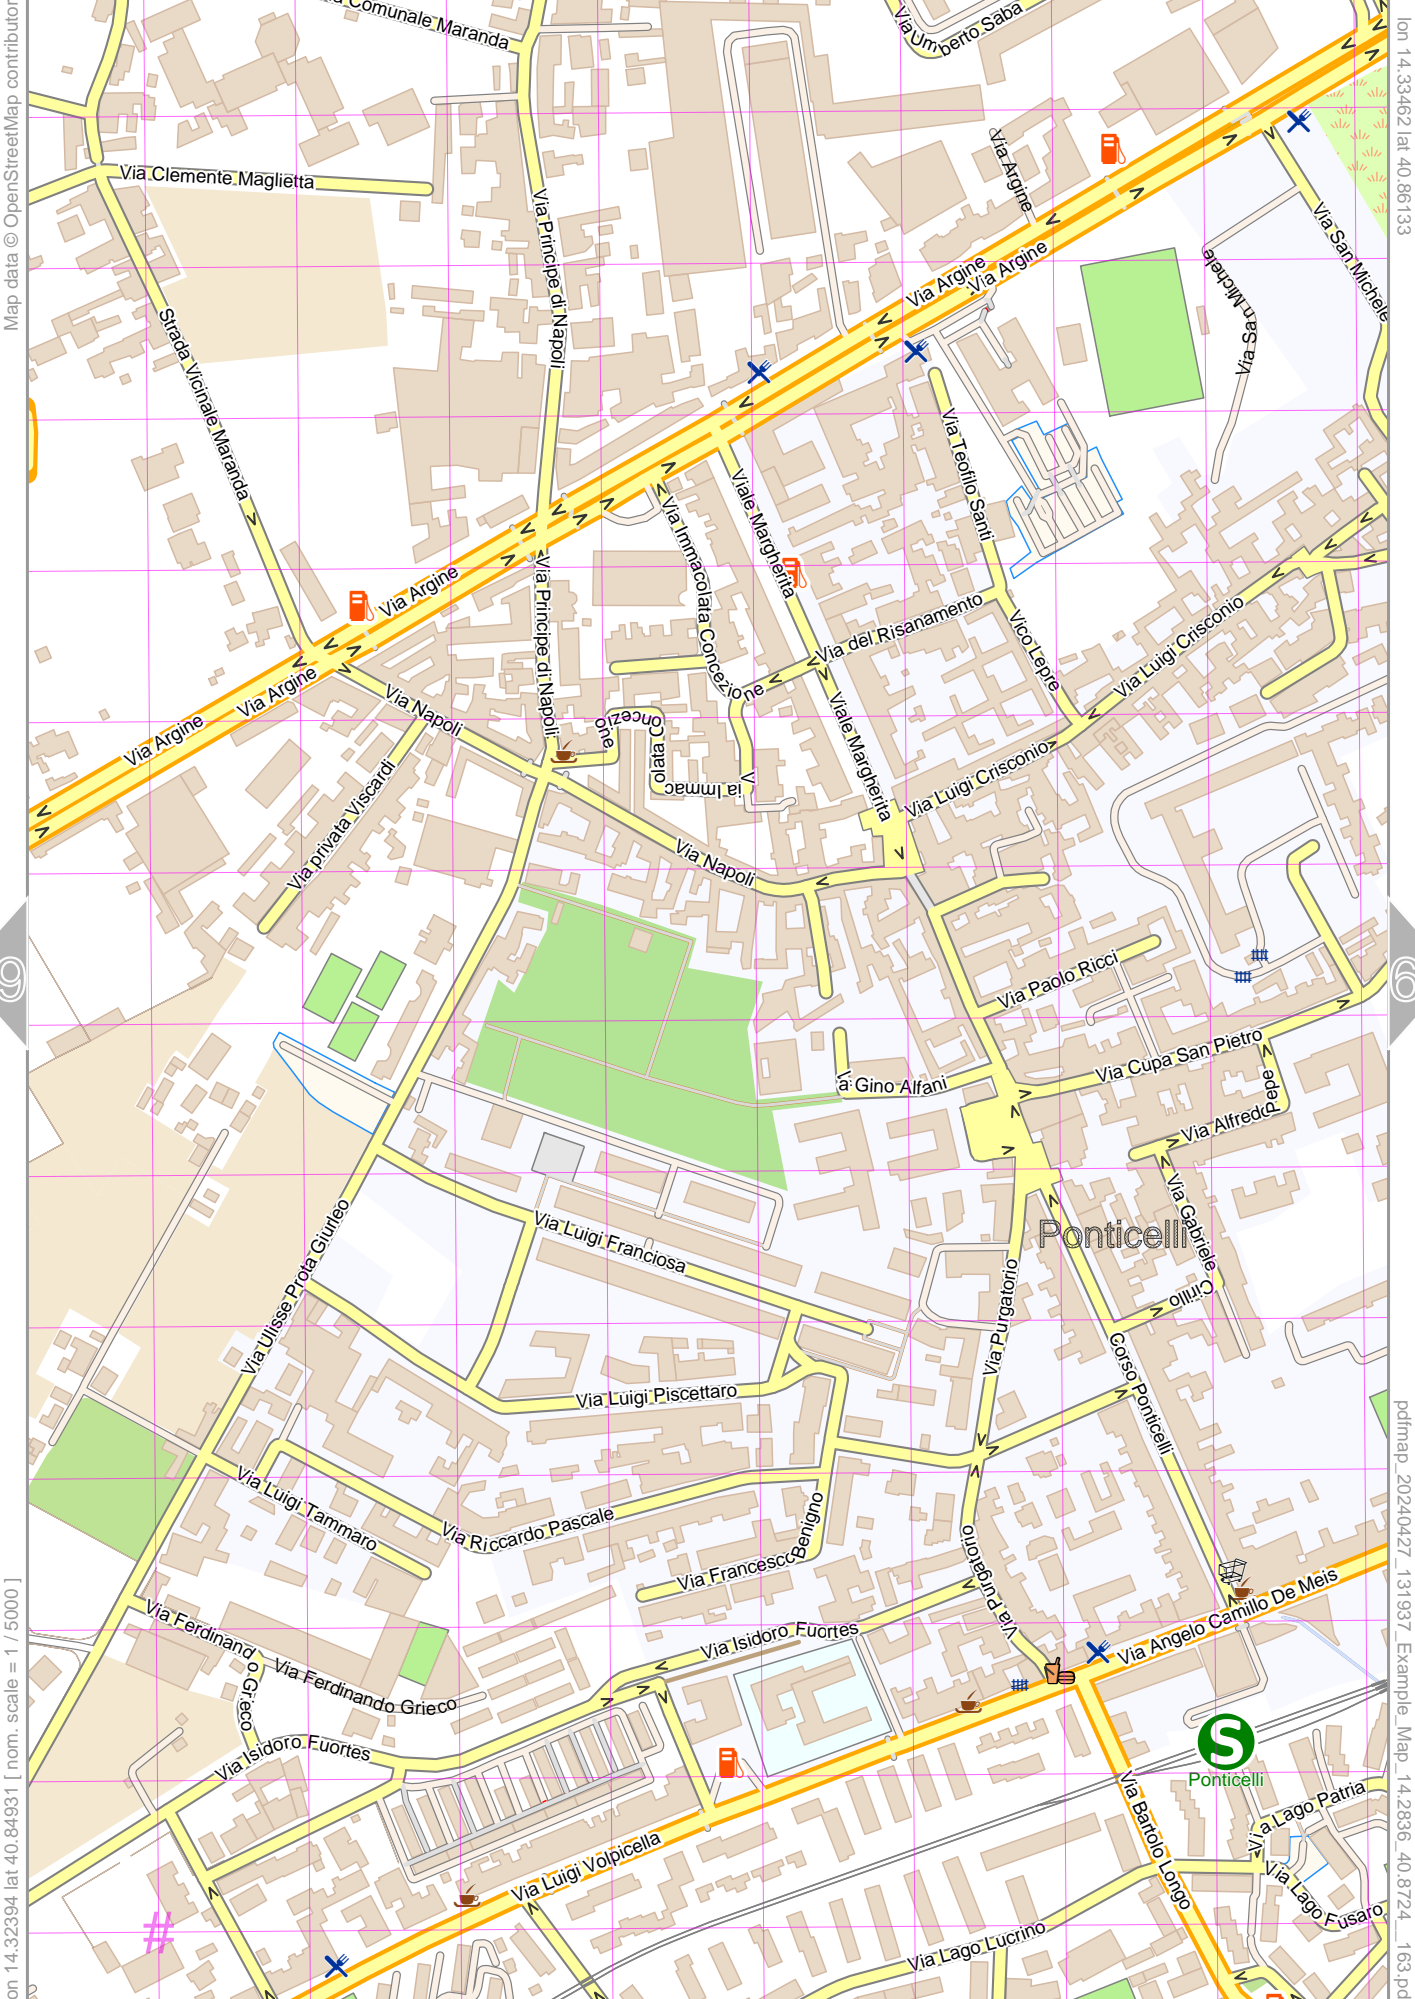 Comunale Maranda
Via Umberto Saba
Map data © OpenStreetMap contributor
lon 14.33462 lat 40.86133
Via Clemente Maglietta
Via Argine
Via Principe di Napoli
Via San Michele
Via San Michele
Via Argine
Via Argine
Strada Vicinale Maranda
Via Teofilo Santi
Viale Margherita
Via Immacolata Concezione
Via Argine
Via Principe di Napoli
Via del Risanamento
Vico Lepre
Via Luigi Crisconio
Via Argine
Via Argine
Via Napoli
Viale Margherita
Via Immacolata Concezione
Via Luigi Crisconio
Via privata Viscardi
Via Napoli
9
6
Via Paolo Ricci
Via Cupa San Pietro
Via Gino Alfani
Via Alfredo Pepe
Via Gabriele Cirillo
Ponticelli
Via Ulisse Prota Giurleo
Via Luigi Franciosa
Via Purgatorio
Corso Ponticelli
Via Luigi Piscettaro
Via Luigi Tammaro
Via Riccardo Pascale
Via Francesco Benigno
Via Purgatorio
Via Angelo Camillo De Meis
Via Ferdinando Grieco
Via Ferdinando Grieco
Via Isidoro Fuortes
Via Isidoro Fuortes
S
Ponticelli
Via Bartolo Longo
Via Lago Patria
Via Luigi Volpicella
Via Lago Fusaro
Via Lago Lucrino
#
on 14.32394 lat 40.84931 [ nom. scale = 1 / 5000 ]
pdfmap_20240427_131937_Example_Map_14.2836_40.8724__163.pd